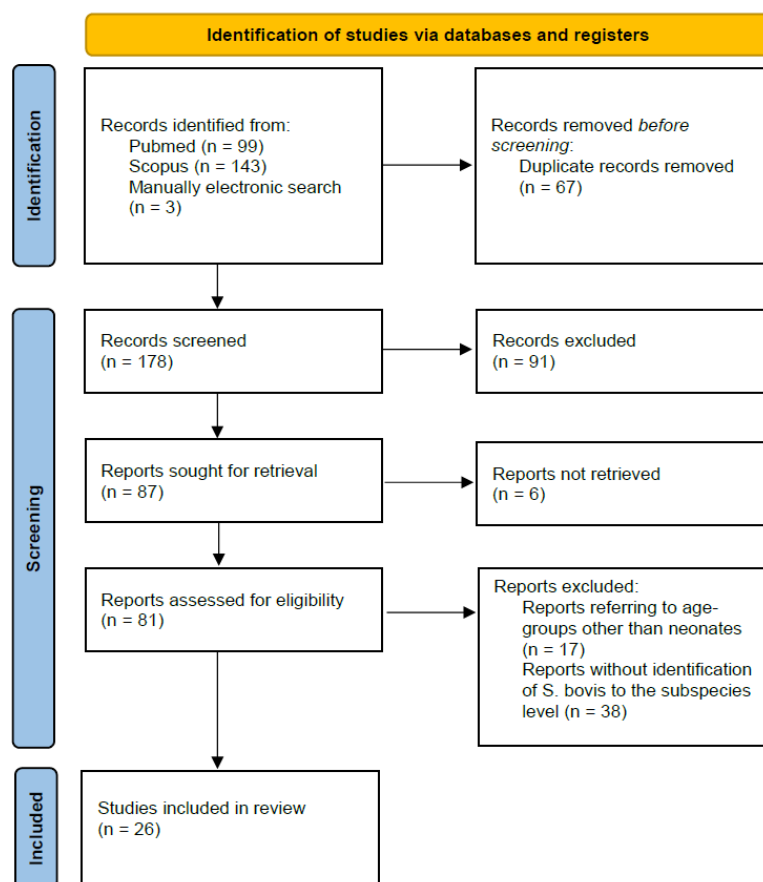 Identification of studies via databases and registers
Identification
Records identified from:
Pubmed (n = 99)
Scopus (n = 143)
Manually electronic search
(n = 3)
Records removed before
screening:
Duplicate records removed
(n = 67)
Screening
Records screened
(n = 178)
Records excluded
(n = 91)
Reports sought for retrieval
(n = 87)
Reports not retrieved
(n = 6)
Reports assessed for eligibility
(n = 81)
Reports excluded:
Reports referring to age-
groups other than neonates
(n = 17)
Reports without identification
of S. bovis to the subspecies
level (n = 38)
Included
Studies included in review
(n = 26)